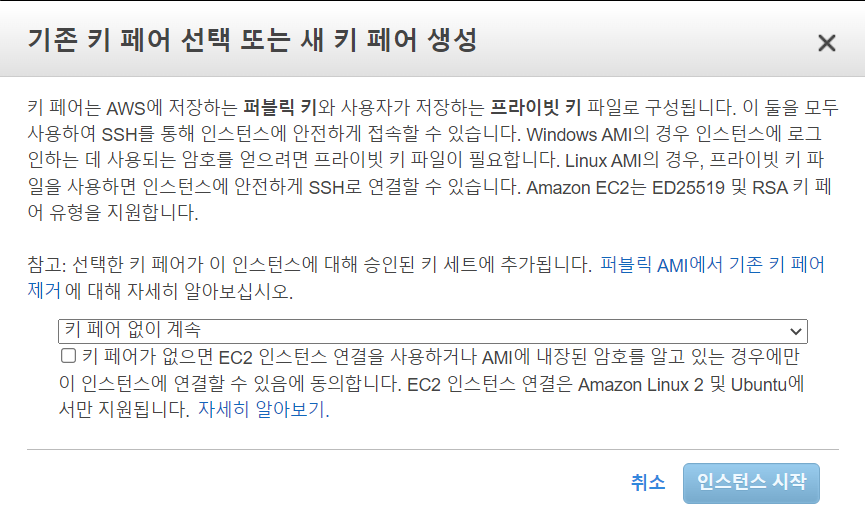 기존 키 페어 선택 또는 새 키 페어 생성
키 페어는 AWS에 저장하는 퍼블릭 키와 사용자가 저장하는 프라이빗 키 파일로 구성됩니다. 이 둘을 모두
사용하여 SSH를 통해 인스턴스에 안전하게 접속할 수 있습니다. Windows AMI의 경우 인스턴스에 로그
인하는 데 사용되는 암호를 얻으려면 프라이빗 키 파일이 필요합니다. Linux AMI의 경우, 프라이빗 키 파
일을 사용하면 인스턴스에 안전하게 SSH로 연결할 수 있습니다. Amazon EC2는 ED25519 및 RSA 키 페
어 유형을 지원합니다.
참고: 선택한 키 페어가 이 인스턴스에 대해 승인된 키 세트에 추가됩니다. 퍼블릭 AMI에서 기존 키 페어
제거 에 대해 자세히 알아보십시오.
키 페어 없이 계속
키 페어가 없으면 EC2 인스턴스 연결을 사용하거나 AMI에 내장된 암호를 알고 있는 경우에만
이 인스턴스에 연결할 수 있음에 동의합니다. EC2 인스턴스 연결은 Amazon Linux 2 및 Ubuntu에
서만 지원됩니다. 자세히 알아보기.
취소 인스턴스 시작